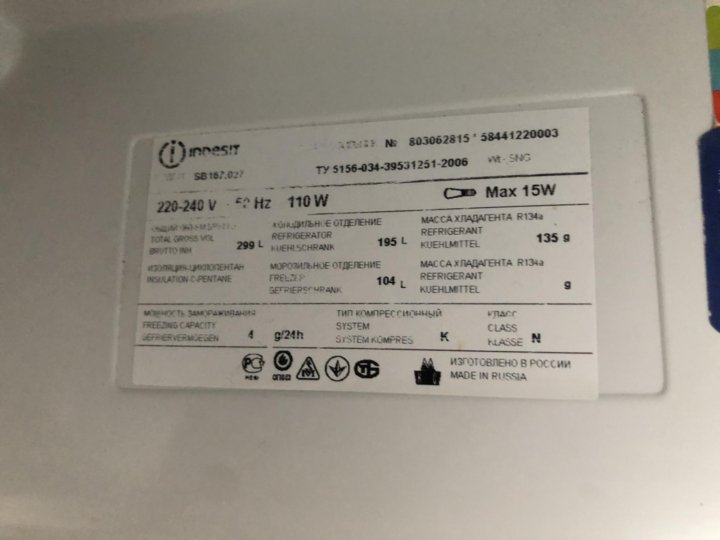 indesit
№ 803062815 * 58441220003
SB167.027
ТУ 5156-034-39531251-2006
220-240 V
Hz
110 W
Max 15W
ОБЩИЙ
TOTAL GROSS VOL
BRUTTO INH
299 L
ХОЛОДИЛЬНОЕ ОТДЕЛЕНИЕ
REFRIGERATOR
KUEHLSCHRANK
195 L
МАССА ХЛАДАГЕНТА R134a
REFRIGERANT
KUEHLMITTEL
135 g
ИЗОЛЯЦИЯ-ЦИКЛОПЕНТАН
INSULATION-C-PENTANE
МОРОЗИЛЬНОЕ ОТДЕЛЕНИЕ
FREEZER
GEFRIERSCHRANK
104 L
МАССА ХЛАДАГЕНТА R134a
REFRIGERANT
KUEHLMITTEL
g
МОЩНОСТЬ ЗАМОРАЖИВАНИЯ
FREEZING CAPACITY
GEFRIERVERMOEGEN
4 g/24h
ТИП КОМПРЕССИОННЫЙ
SYSTEM
SYSTEM KOMPRES
K
КЛАСС
CLASS
KLASSE
N
ИЗГОТОВЛЕНО В РОССИИ
MADE IN RUSSIA